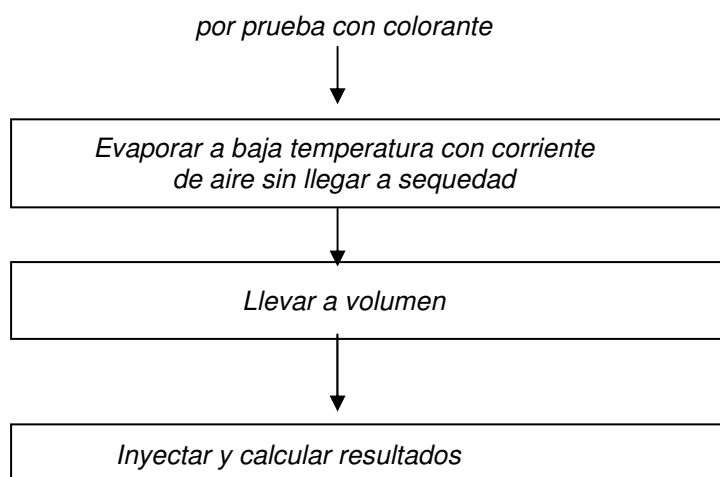 por prueba con colorante
Evaporar a baja temperatura con corriente
de aire sin llegar a sequedad
Llevar a volumen
Inyectar y calcular resultados